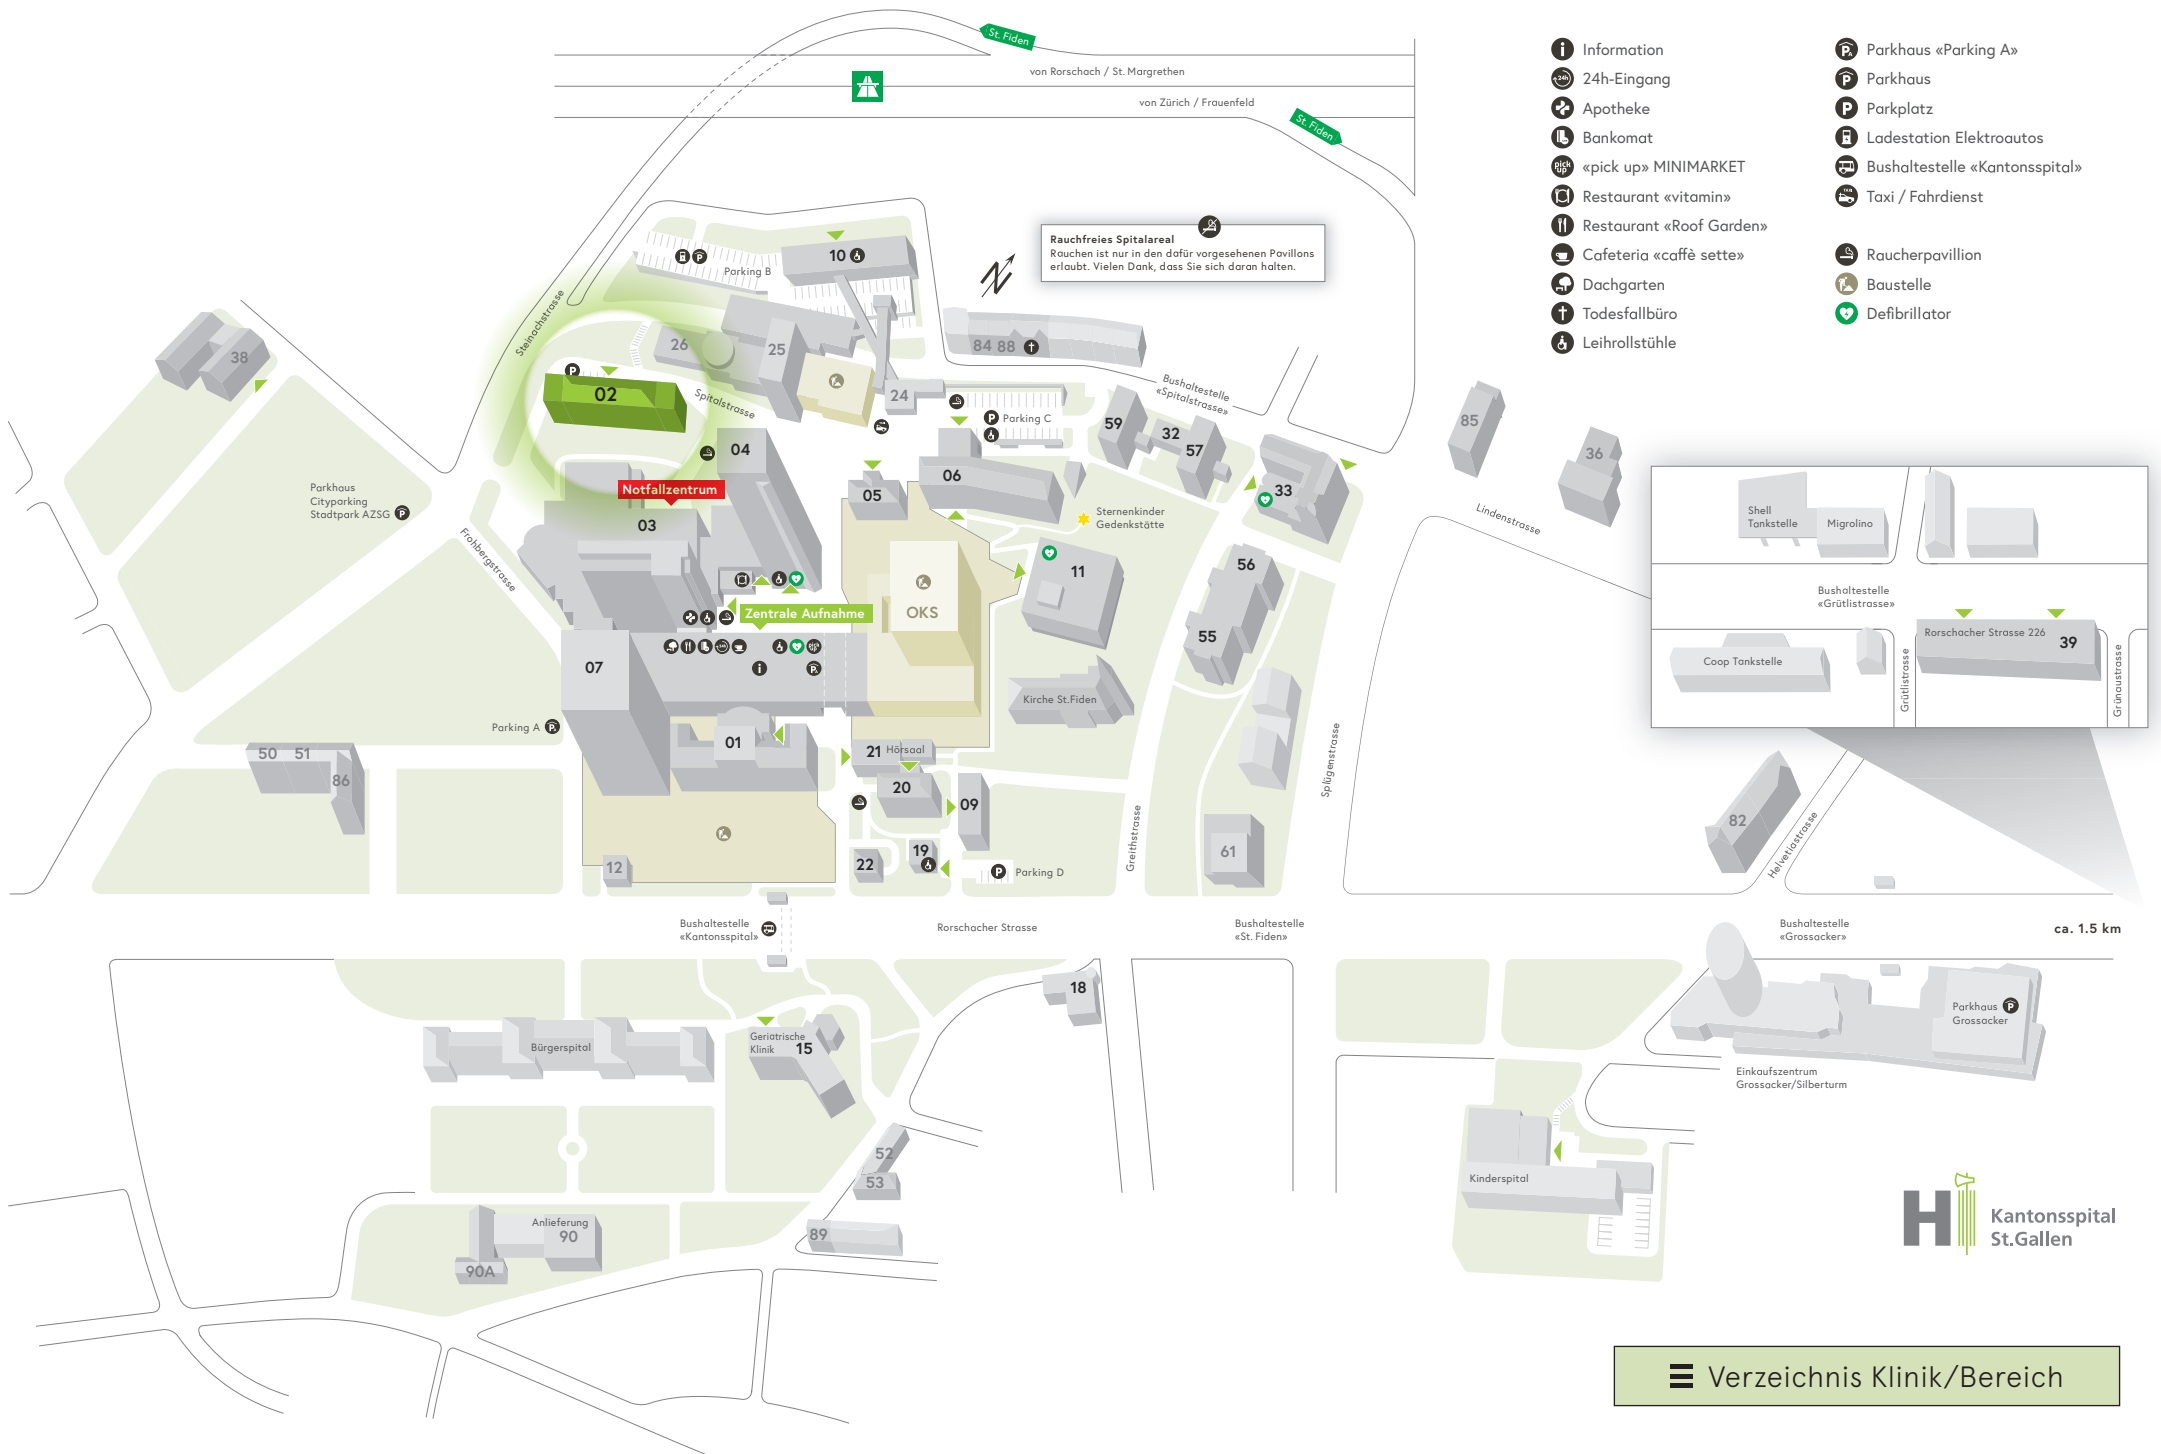 St. Fiden
von Rorschach / St. Margrethen
von Zürich / Frauenfeld
St. Fiden
Information
24h-Eingang
Apotheke
Bankomat
«pick up» MINIMARKET
Restaurant «vitamin»
Restaurant «Roof Garden»
Cafeteria «caffè sette»
Dachgarten
Todesfallbüro
Leihrollstühle
Parkhaus «Parking A»
Parkhaus
Parkplatz
Ladestation Elektroautos
Bushaltestelle «Kantonsspital»
Taxi / Fahrdienst
Raucherpavillion
Baustelle
Defibrillator
Rauchfreies Spitalareal
Rauchen ist nur in den dafür vorgesehenen Pavillons
erlaubt. Vielen Dank, dass Sie sich daran halten.
N
10
Parking B
Steinachstrasse
38
26
25
84 88
02
Spitalstrasse
24
Bushaltestelle
«Spitalstrasse»
Parking C
59
32
57
85
36
04
06
05
33
Notfallzentrum
03
Parkhaus
Cityparking
Stadtpark AZSG
Frohbergstrasse
Sternenkinder
Gedenkstätte
Lindenstrasse
11
56
55
OKS
Zentrale Aufnahme
07
Kirche St.Fiden
Parking A
01
21 Hörsaal
20
09
50 51
86
12
22
19
Parking D
61
Greithstrasse
Splügenstrasse
Shell
Tankstelle
Migrolino
Bushaltestelle
«Grütlistrasse»
Rorschacher Strasse 226
39
Coop Tankstelle
Grütlistrasse
Grünaustrasse
82
Helvetiastrasse
Bushaltestelle
«Kantonsspital»
Rorschacher Strasse
Bushaltestelle
«St. Fiden»
Bushaltestelle
«Grossacker»
ca. 1.5 km
18
Bürgerspital
Geriatrische
Klinik
15
Parkhaus
Grossacker
Einkaufszentrum
Grossacker/Silberturm
52
53
89
Kinderspital
Anlieferung
90
90A
Kantonsspital
St.Gallen
Verzeichnis Klinik/Bereich